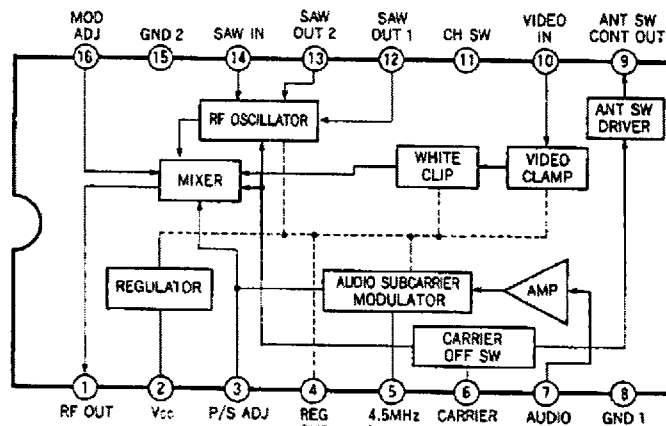 MOD
ADJ
GND 2
SAW IN
SAW
OUT 2
SAW
OUT 1
CH SW
VIDEO
IN
ANT SW
CONT OUT
16
15
14
13
12
11
10
9
RF OSCILLATOR
ANT SW
DRIVER
MIXER
WHITE
CLIP
VIDEO
CLAMP
REGULATOR
AUDIO SUBCARRIER
MODULATOR
AMP
CARRIER
OFF SW
1
2
3
4
5
6
7
8
RF OUT
Vcc
P/S ADJ
REG
4.5MHz
CARRIER
AUDIO
GND 1